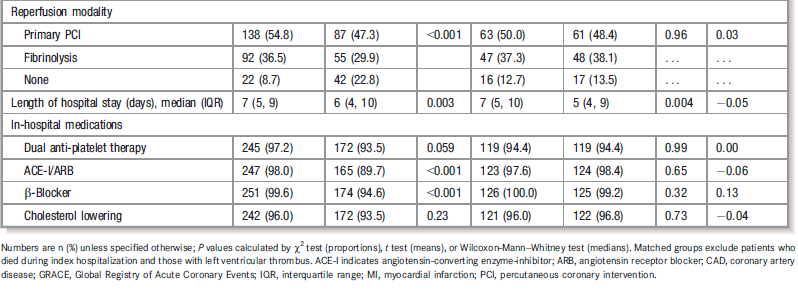 Reperfusion modality
Primary PCI 138 (54.8) 87 (47.3) <0.001 63 (50.0) 61 (48.4) 0.96 0.03
Fibrinolysis 92 (36.5) 55 (29.9) 47 (37.3) 48 (38.1) ... ...
None 22 (8.7) 42 (22.8) 16 (12.7) 17 (13.5) ... ...
Length of hospital stay (days), median (IQR) 7 (5, 9) 6 (4, 10) 0.003 7 (5, 10) 5 (4, 9) 0.004 −0.05
In-hospital medications
Dual anti-platelet therapy 245 (97.2) 172 (93.5) 0.059 119 (94.4) 119 (94.4) 0.99 0.00
ACE-I/ARB 247 (98.0) 165 (89.7) <0.001 123 (97.6) 124 (98.4) 0.65 −0.06
β-Blocker 251 (99.6) 174 (94.6) <0.001 126 (100.0) 125 (99.2) 0.32 0.13
Cholesterol lowering 242 (96.0) 172 (93.5) 0.23 121 (96.0) 122 (96.8) 0.73 −0.04
Numbers are n (%) unless specified otherwise; P values calculated by χ² test (proportions), t test (means), or Wilcoxon-Mann–Whitney test (medians). Matched groups exclude patients who
died during index hospitalization and those with left ventricular thrombus. ACE-I indicates angiotensin-converting enzyme-inhibitor; ARB, angiotensin receptor blocker; CAD, coronary artery
disease; GRACE, Global Registry of Acute Coronary Events; IQR, interquartile range; MI, myocardial infarction; PCI, percutaneous coronary intervention.